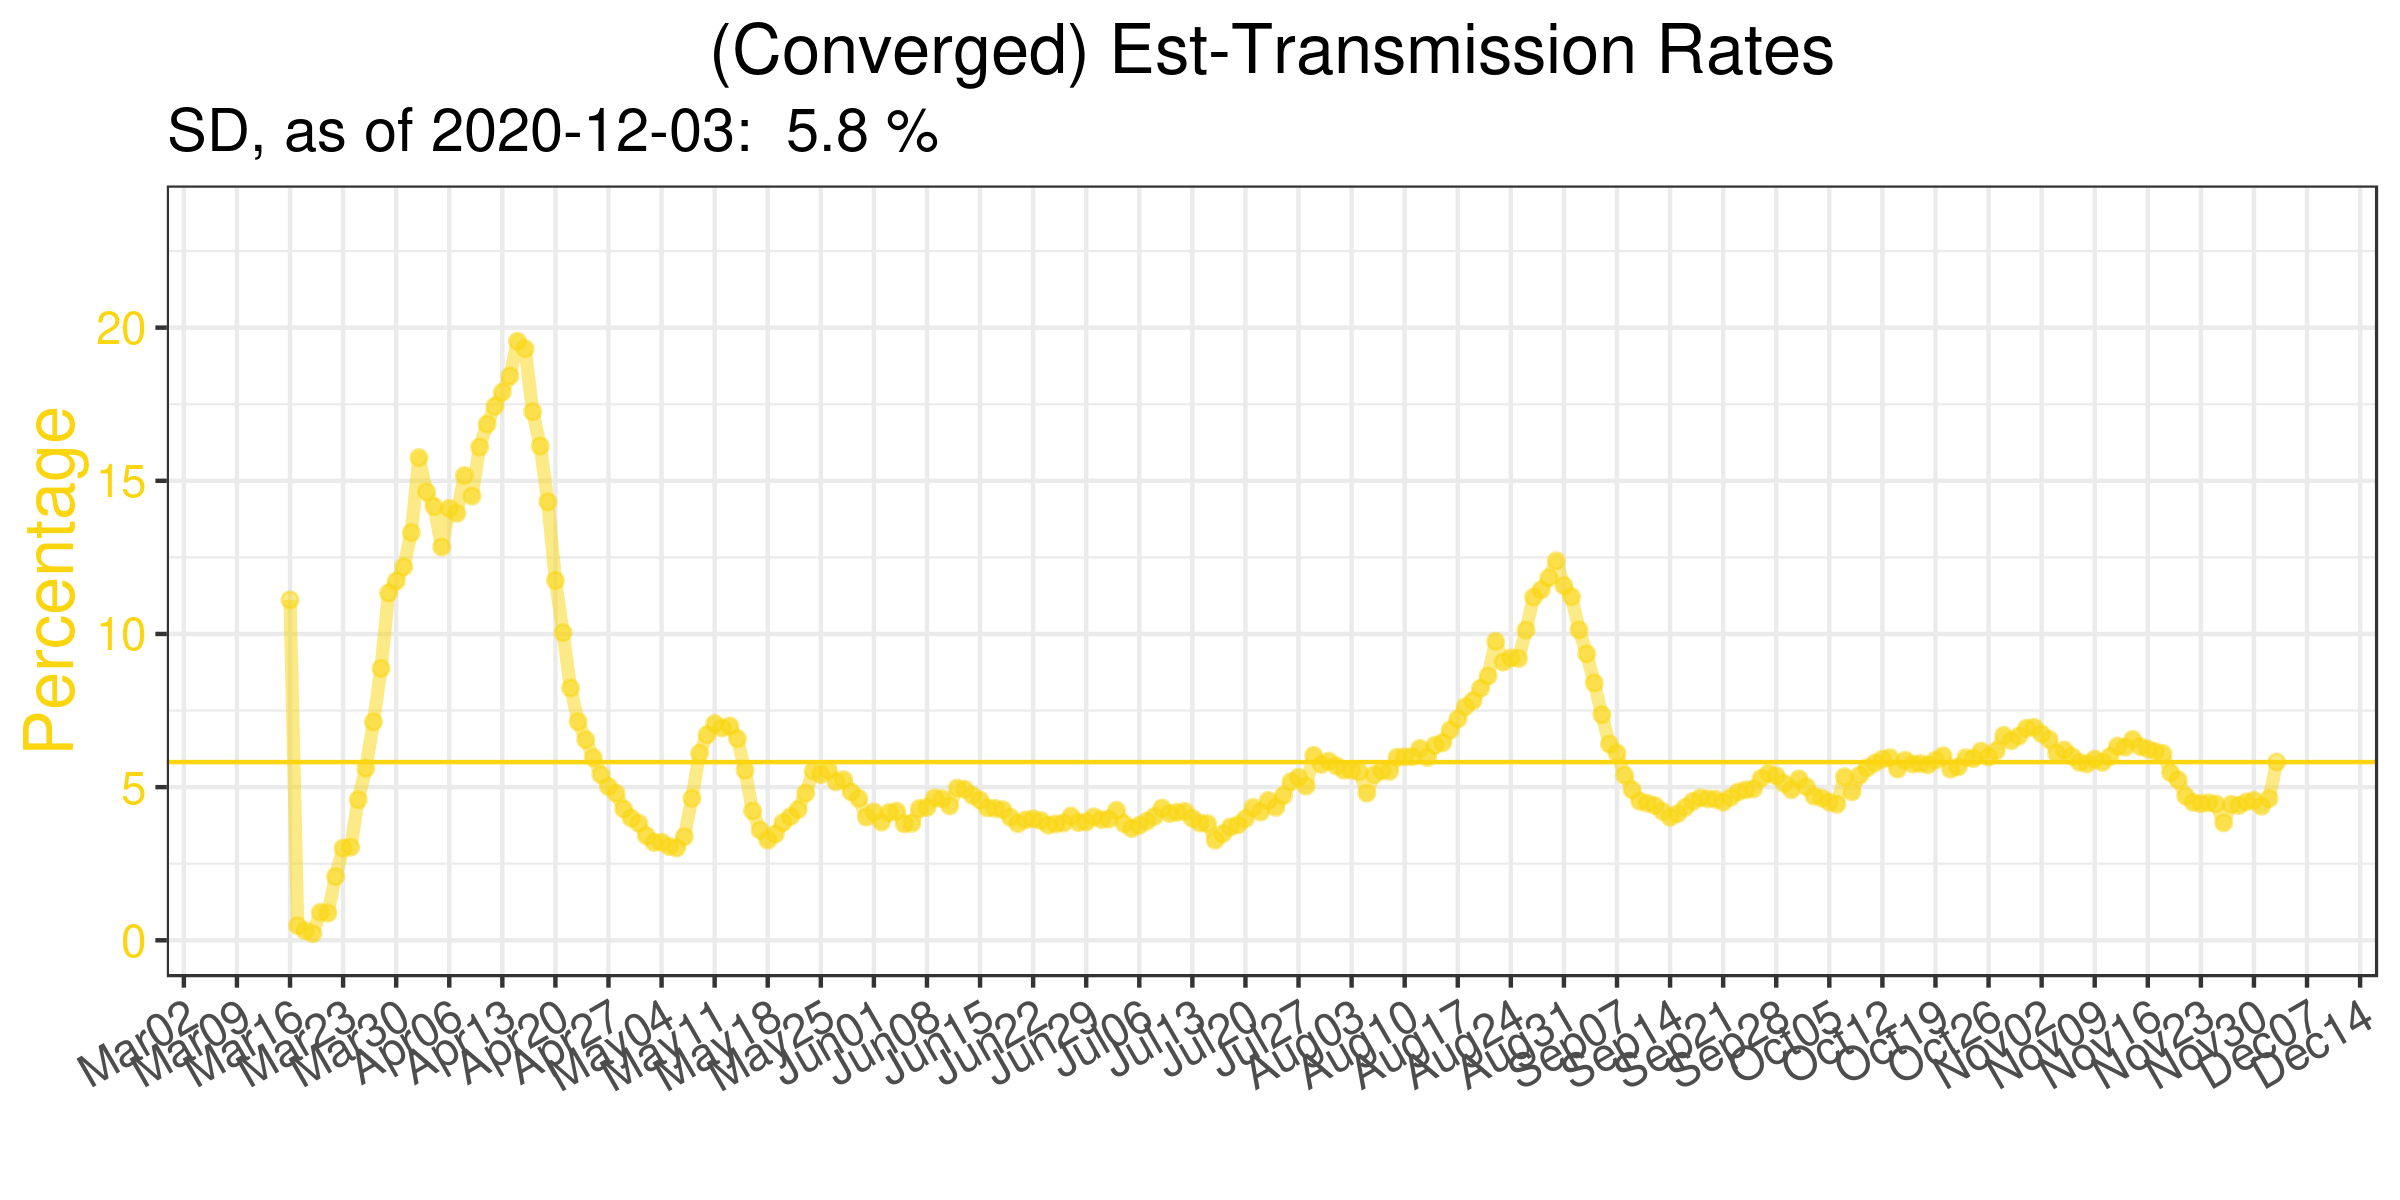 (Converged) Est-Transmission Rates
SD, as of 2020-12-03:  5.8 %
Percentage
20
15
10
5
0
Mar02
Mar09
Mar16
Mar23
Mar30
Apr06
Apr13
Apr20
Apr27
May04
May11
May18
May25
Jun01
Jun08
Jun15
Jun22
Jun29
Jul06
Jul13
Jul20
Jul27
Aug03
Aug10
Aug17
Aug24
Aug31
Sep07
Sep14
Sep21
Sep28
Oct05
Oct12
Oct19
Oct26
Nov02
Nov09
Nov16
Nov23
Nov30
Dec07
Dec14